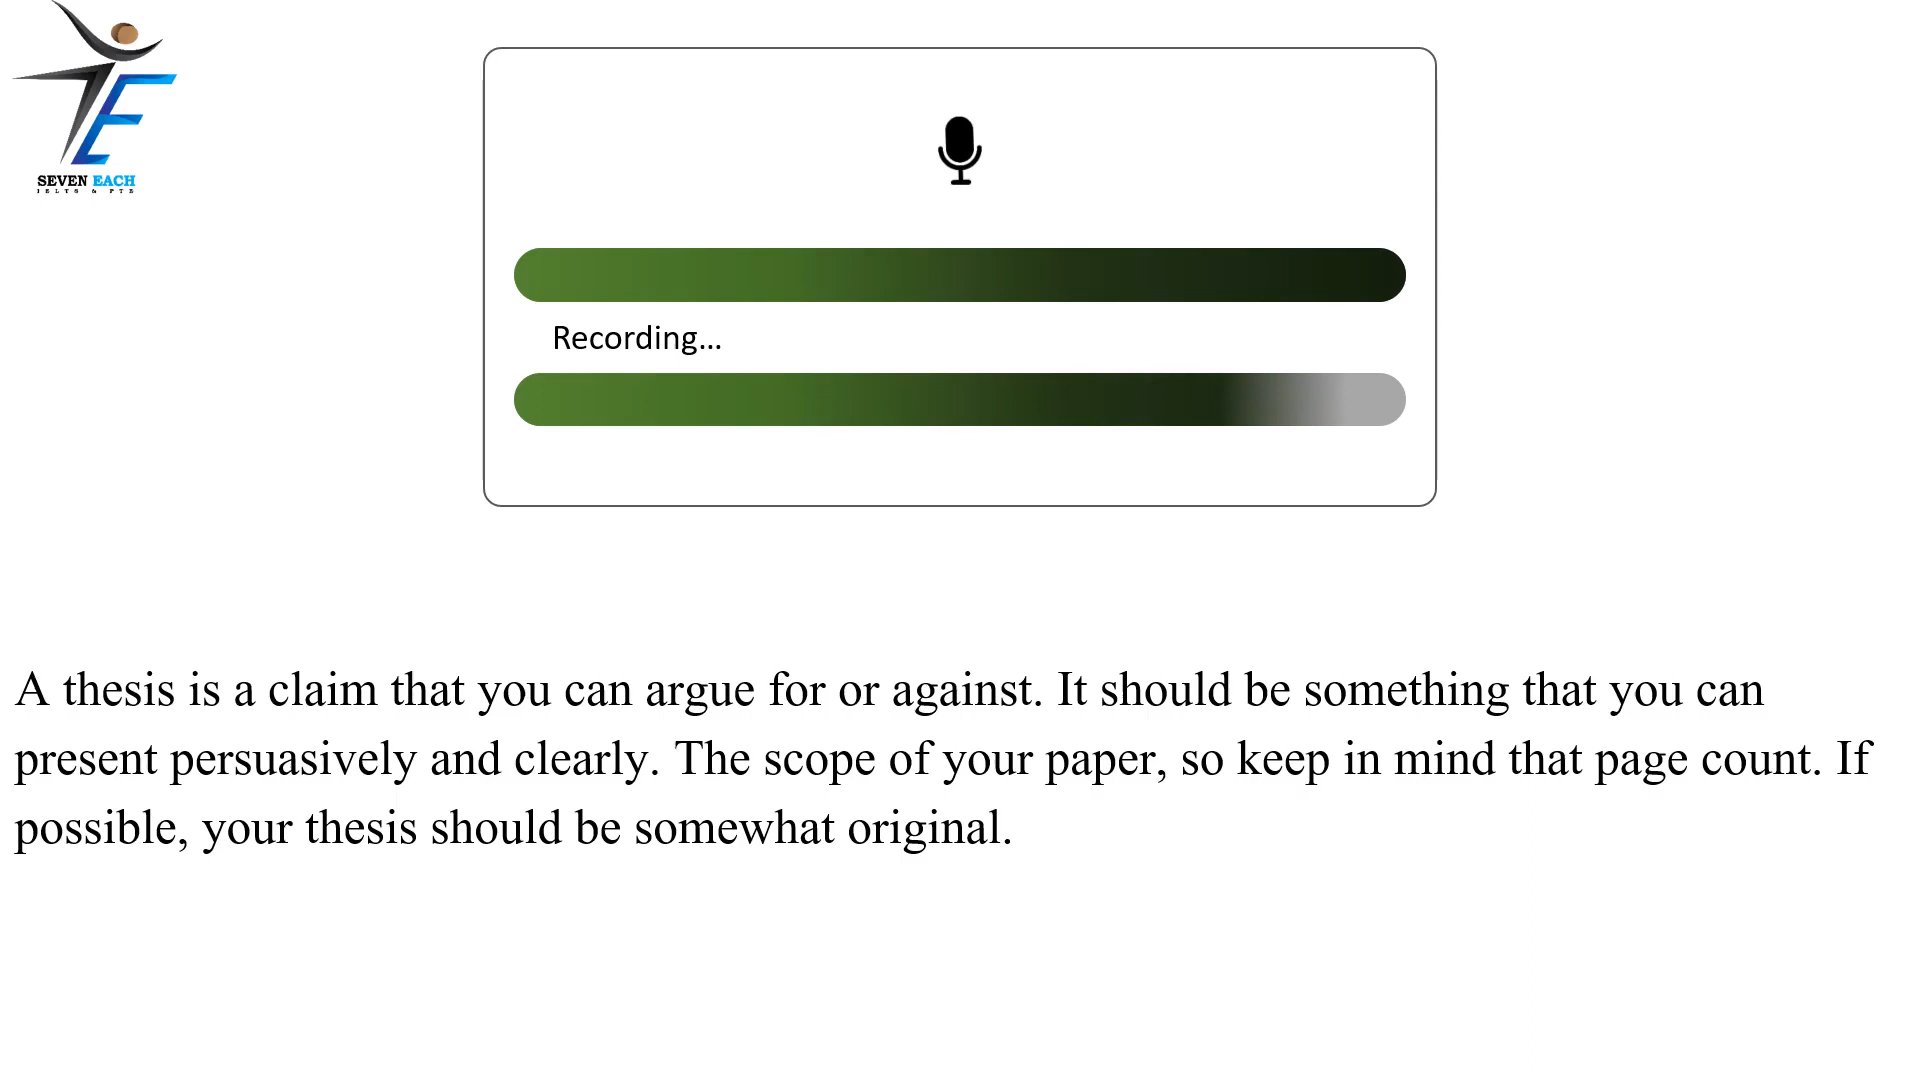 SEVEN EACH
IELTS & PTE
Recording...
A thesis is a claim that you can argue for or against. It should be something that you can
present persuasively and clearly. The scope of your paper, so keep in mind that page count. If
possible, your thesis should be somewhat original.